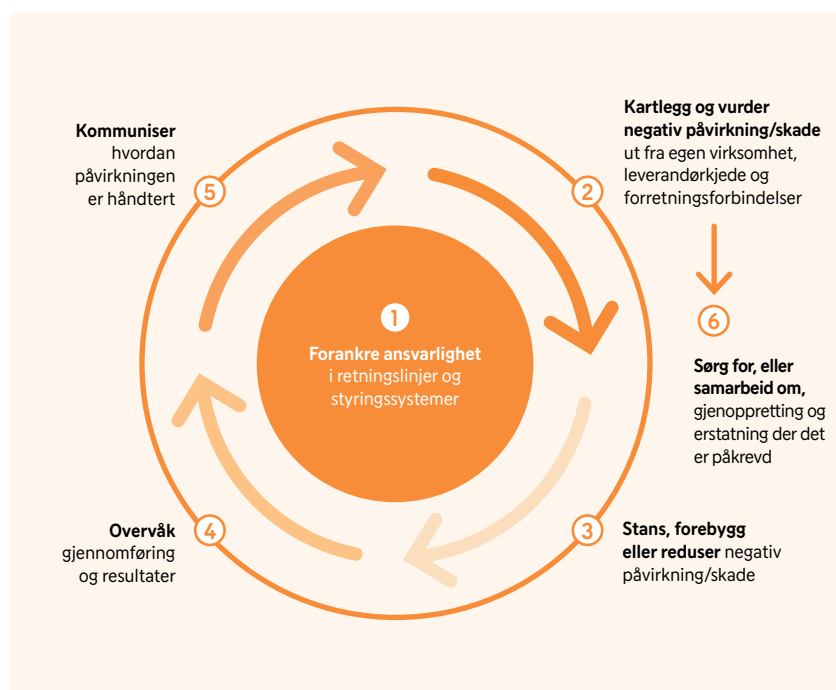 1
Forankre ansvarlighet
i retningslinjer og
styringssystemer
2
Kartlegg og vurder
negativ påvirkning/skade
ut fra egen virksomhet,
leverandørkjede og
forretningsforbindelser
3
Stans, forebygg
eller reduser negativ
påvirkning/skade
4
Overvåk
gjennomføring
og resultater
5
Kommuniser
hvordan
påvirkningen
er håndtert
6
Sørg for, eller
samarbeid om,
gjenoppretting og
erstatning der det
er påkrevd